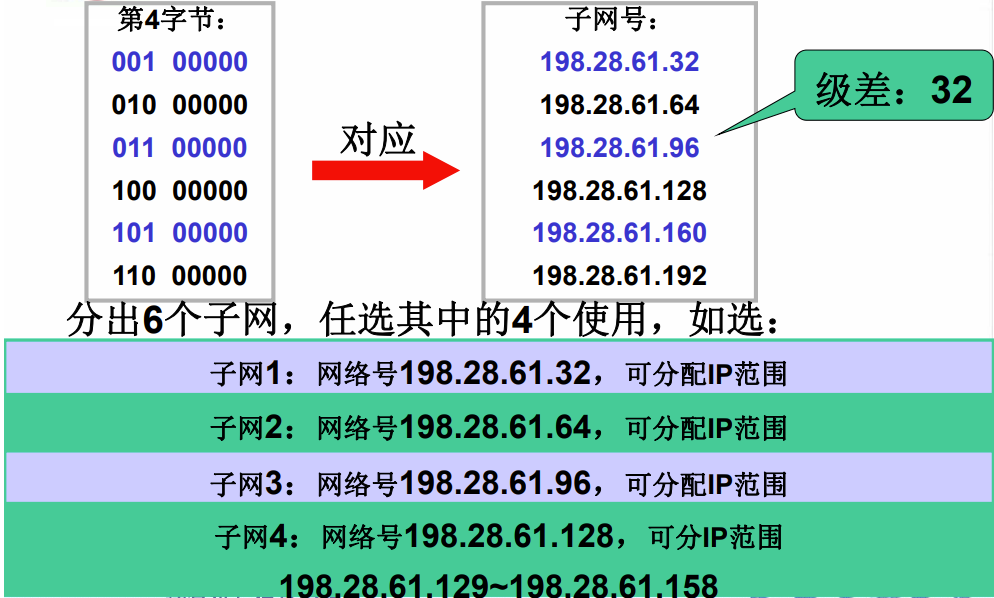 第4字节：
001 00000
010 00000
011 00000
100 00000
101 00000
110 00000
对应
子网号：
198.28.61.32
198.28.61.64
198.28.61.96
198.28.61.128
198.28.61.160
198.28.61.192
级差：32
分出6个子网，任选其中的4个使用，如选：
子网1：网络号198.28.61.32，可分配IP范围
子网2：网络号198.28.61.64，可分配IP范围
子网3：网络号198.28.61.96，可分配IP范围
子网4：网络号198.28.61.128，可分IP范围
198.28.61.129~198.28.61.158